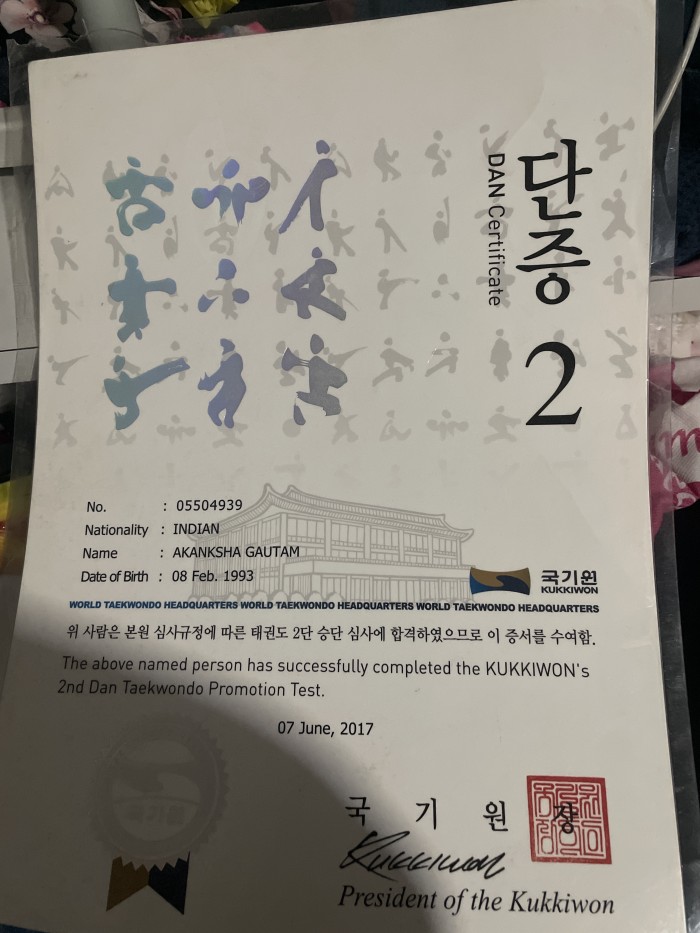 단증
DAN Certificate
2
No. : 05504939
Nationality : INDIAN
Name : AKANKSHA GAUTAM
Date of Birth : 08 Feb. 1993
국기원
KUKKIWON
WORLD TAEKWONDO HEADQUARTERS WORLD TAEKWONDO HEADQUARTERS WORLD TAEKWONDO HEADQUARTERS
위 사람은 본원 심사규정에 따른 태권도 2단 승단 심사에 합격하였으므로 이 증서를 수여함.
The above named person has successfully completed the KUKKIWON's
2nd Dan Taekwondo Promotion Test.
07 June, 2017
국기원
국 기 원 장
Kukkiwon
President of the Kukkiwon